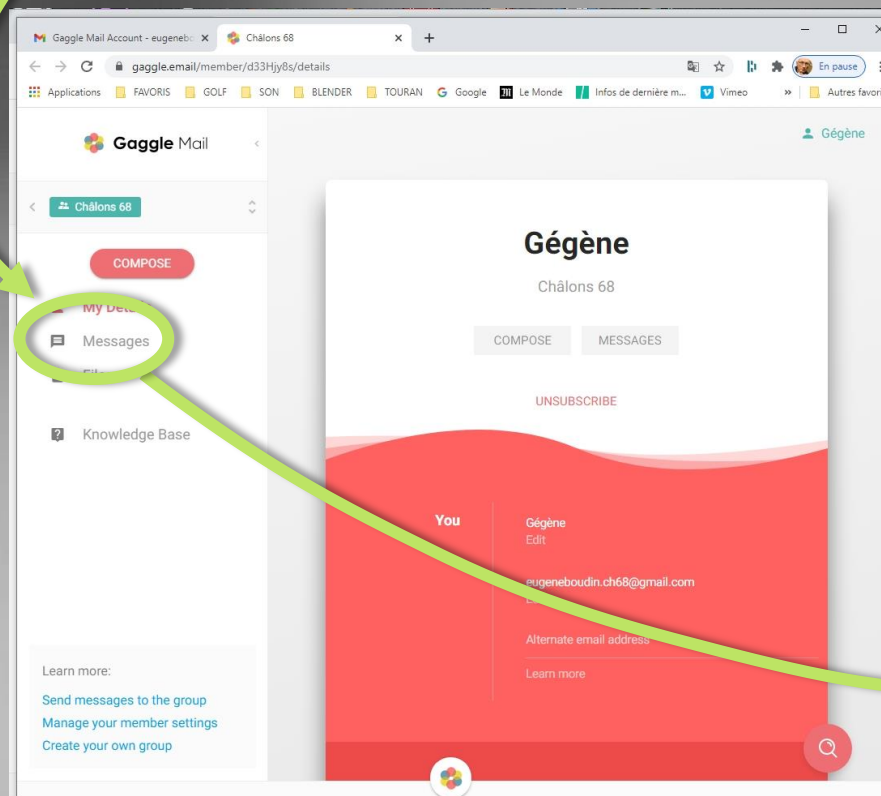 Gaggle Mail Account - eugenebo
Châlons 68
gaggle.email/member/d33Hjy8s/details
En pause
Applications FAVORIS GOLF SON BLENDER TOURAN Google Le Monde Infos de dernière m... Vimeo » Autres favori
Gaggle Mail
Gégène
Châlons 68
COMPOSE
My Details
Messages
Knowledge Base
Gégène
Châlons 68
COMPOSE MESSAGES
UNSUBSCRIBE
You
Gégène
Edit
eugeneboudin.ch68@gmail.com
Alternate email address
Learn more
Learn more:
Send messages to the group
Manage your member settings
Create your own group